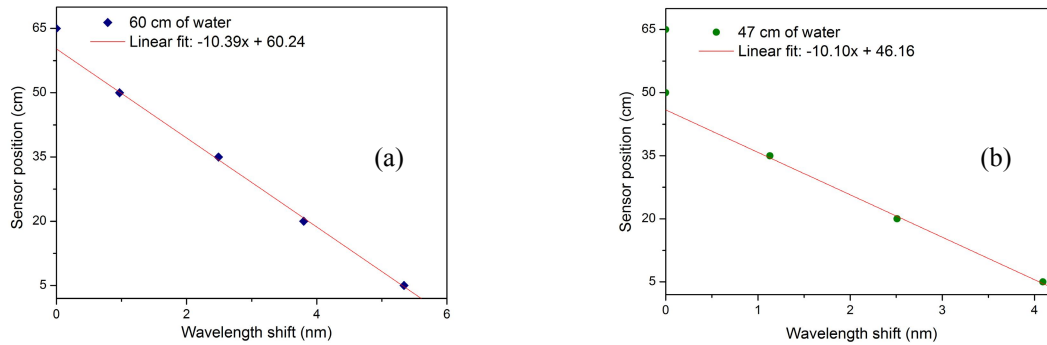 65
50
35
20
5
0
2
4
6
Sensor position (cm)
Wavelength shift (nm)
60 cm of water
Linear fit: -10.39x + 60.24
(a)
65
50
35
20
5
0
1
2
3
4
Sensor position (cm)
Wavelength shift (nm)
47 cm of water
Linear fit: -10.10x + 46.16
(b)